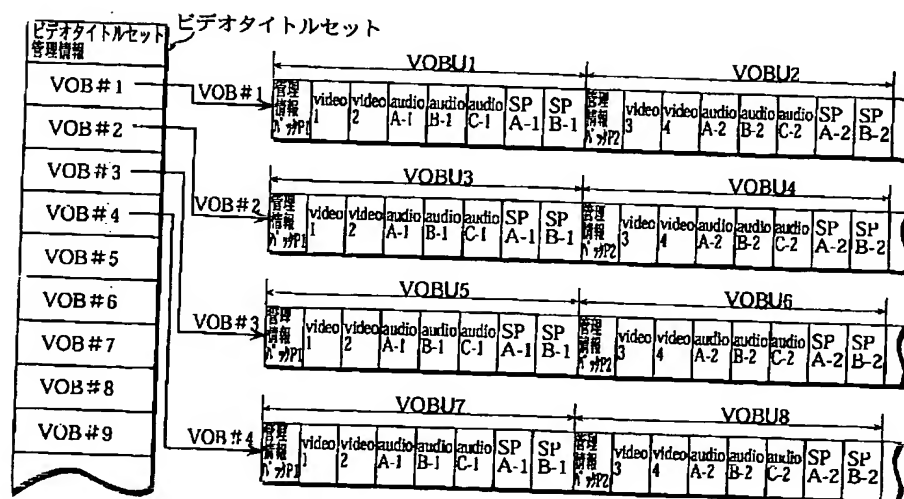 ビデオタイトルセット
ビデオタイトルセット
管理情報
VOB#1
VOB#2
VOB#3
VOB#4
VOB#5
VOB#6
VOB#7
VOB#8
VOB#9
VOBU1 VOBU2
VOB#1
管理 情報 パックP1 video 1 video 2 audio A-1 audio B-1 audio C-1 SP A-1 SP B-1 管理 情報 パックP2 video 3 video 4 audio A-2 audio B-2 audio C-2 SP A-2 SP B-2
VOBU3 VOBU4
VOB#2
管理 情報 パックP1 video 1 video 2 audio A-1 audio B-1 audio C-1 SP A-1 SP B-1 管理 情報 パックP2 video 3 video 4 audio A-2 audio B-2 audio C-2 SP A-2 SP B-2
VOBU5 VOBU6
VOB#3
管理 情報 パックP1 video 1 video 2 audio A-1 audio B-1 audio C-1 SP A-1 SP B-1 管理 情報 パックP2 video 3 video 4 audio A-2 audio B-2 audio C-2 SP A-2 SP B-2
VOBU7 VOBU8
VOB#4
管理 情報 パックP1 video 1 video 2 audio A-1 audio B-1 audio C-1 SP A-1 SP B-1 管理 情報 パックP2 video 3 video 4 audio A-2 audio B-2 audio C-2 SP A-2 SP B-2